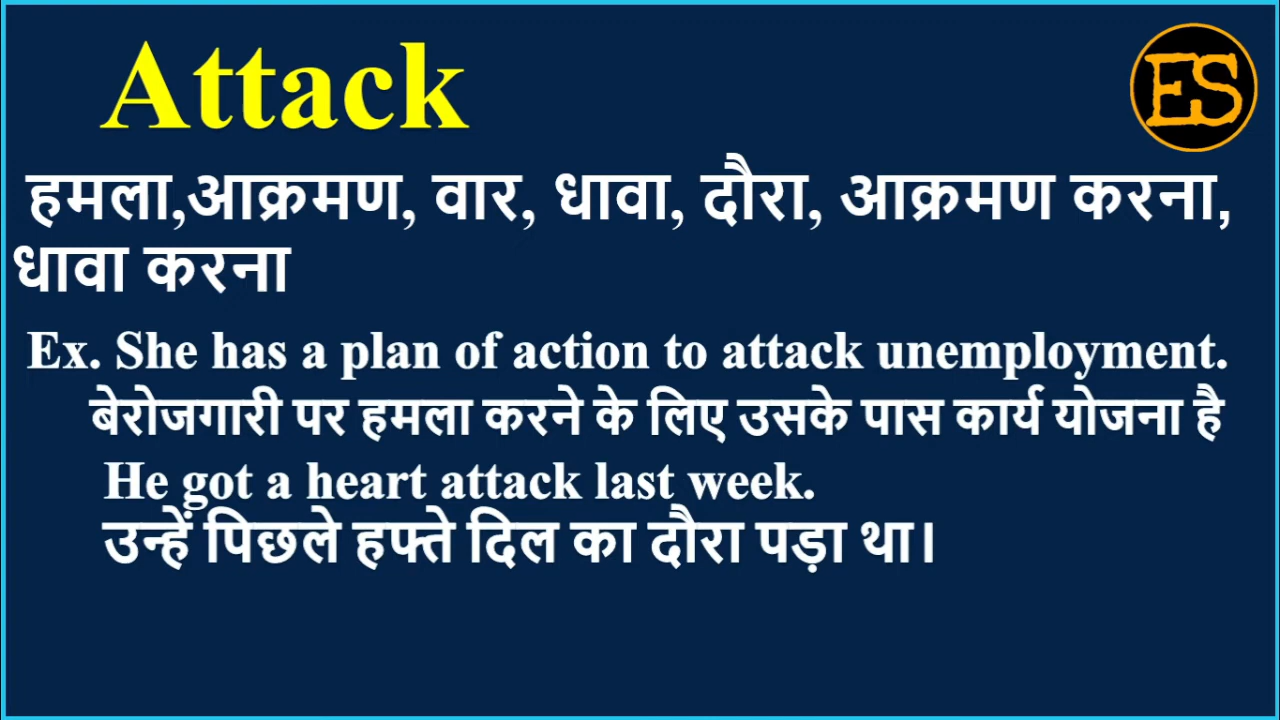 Attack
ES
हमला,आक्रमण, वार, धावा, दौरा, आक्रमण करना,
धावा करना
Ex. She has a plan of action to attack unemployment.
बेरोजगारी पर हमला करने के लिए उसके पास कार्य योजना है
He got a heart attack last week.
उन्हें पिछले हफ्ते दिल का दौरा पड़ा था।